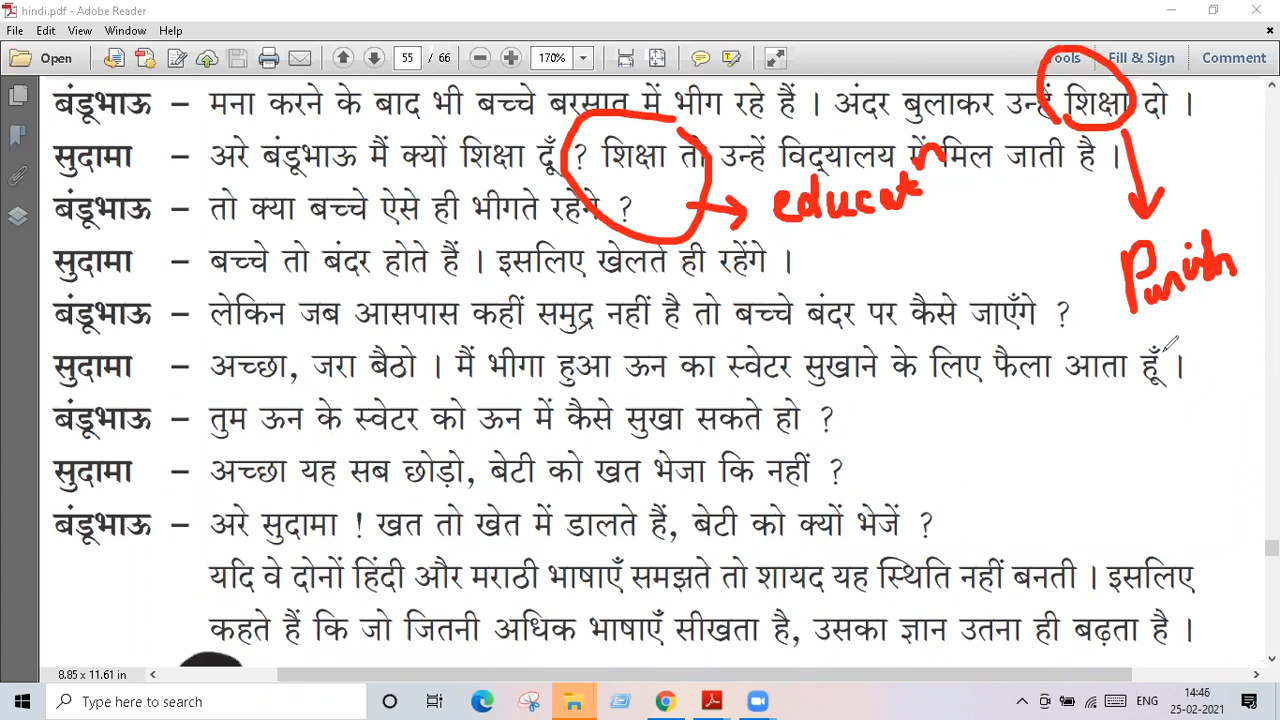 hindi.pdf - Adobe Reader
File Edit View Window Help
Open 55 / 66 170% Tools Fill & Sign Comment
बंडूभाऊ – मना करने के बाद भी बच्चे बरसात में भीग रहे हैं । अंदर बुलाकर उन्हें शिक्षा दो ।
सुदामा – अरे बंडूभाऊ मैं क्यों शिक्षा दूँ ? शिक्षा तो उन्हें विद्यालय में मिल जाती है ।
educatn
बंडूभाऊ – तो क्या बच्चे ऐसे ही भीगते रहेंगे ?
Punish
सुदामा – बच्चे तो बंदर होते हैं । इसलिए खेलते ही रहेंगे ।
बंडूभाऊ – लेकिन जब आसपास कहीं समुद्र नहीं है तो बच्चे बंदर पर कैसे जाएँगे ?
सुदामा – अच्छा, जरा बैठो । मैं भीगा हुआ ऊन का स्वेटर सुखाने के लिए फैला आता हूँ ।
बंडूभाऊ – तुम ऊन के स्वेटर को ऊन में कैसे सुखा सकते हो ?
सुदामा – अच्छा यह सब छोड़ो, बेटी को खत भेजा कि नहीं ?
बंडूभाऊ – अरे सुदामा ! खत तो खेत में डालते हैं, बेटी को क्यों भेजें ?
यदि वे दोनों हिंदी और मराठी भाषाएँ समझते तो शायद यह स्थिति नहीं बनती । इसलिए
कहते हैं कि जो जितनी अधिक भाषाएँ सीखता है, उसका ज्ञान उतना ही बढ़ता है ।
8.85 x 11.61 in
Type here to search
14:46
25-02-2021